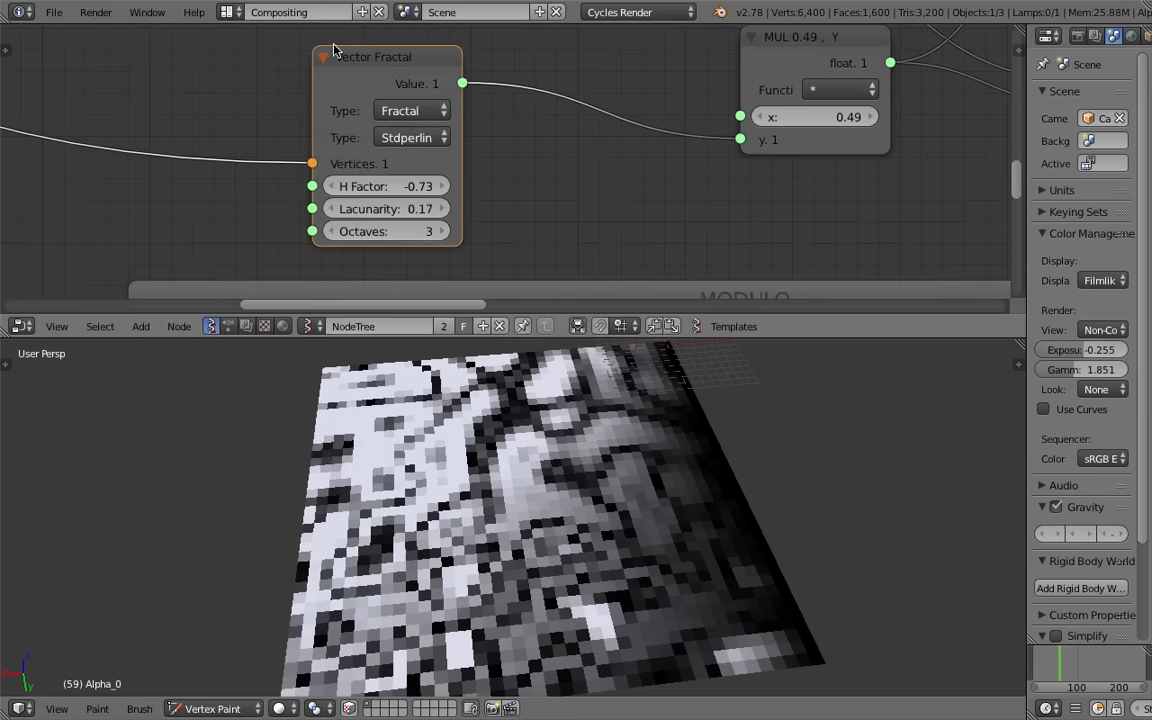 File Render Window Help Compositing Scene Cycles Render v2.78 | Verts:6,400 | Faces:1,600 | Tris:3,200 | Objects:1/3 | Lamps:0/1 | Mem:25.88M |
ector Fractal
Value. 1
Type: Fractal
Type: Stdperlin
Vertices. 1
H Factor: -0.73
Lacunarity: 0.17
Octaves: 3
MUL 0.49 , Y
float. 1
Functi *
x: 0.49
y. 1
MODULO
View Select Add Node NodeTree 2 F Templates
User Persp
(59) Alpha_0
View Paint Brush Vertex Paint
Scene
Scene
Came Ca
Backg
Active
Units
Keying Sets
Color Manageme
Display:
Displa Filmlik
Render:
View: Non-Co
Exposu: -0.255
Gamm: 1.851
Look: None
Use Curves
Sequencer:
Color sRGB E
Audio
Gravity
Rigid Body World
Add Rigid Body W...
Custom Propertie
Simplify
100 200